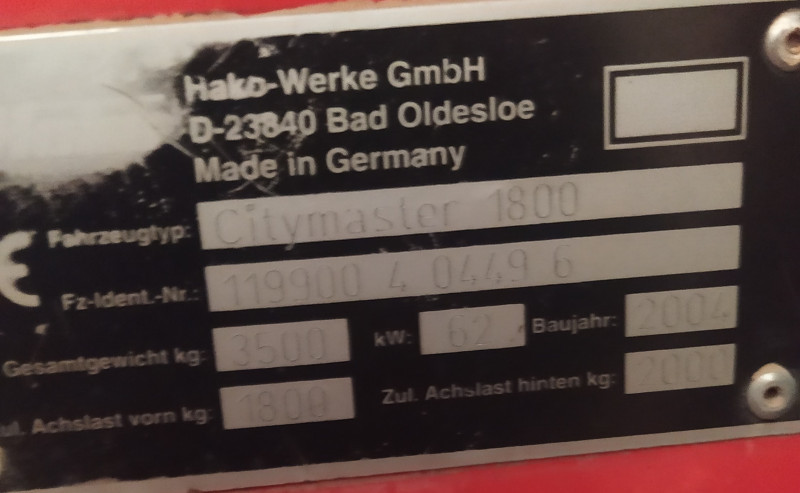 Hako-Werke GmbH
D-23840 Bad Oldesloe
Made in Germany
Fahrzeugtyp: Citymaster 1800
CE Fz-Ident.-Nr.: 119900 4 0449 6
Gesamtgewicht kg: 3500 kW: 62 Baujahr: 2004
Zul. Achslast vorn kg: 1800 Zul. Achslast hinten kg: 2000